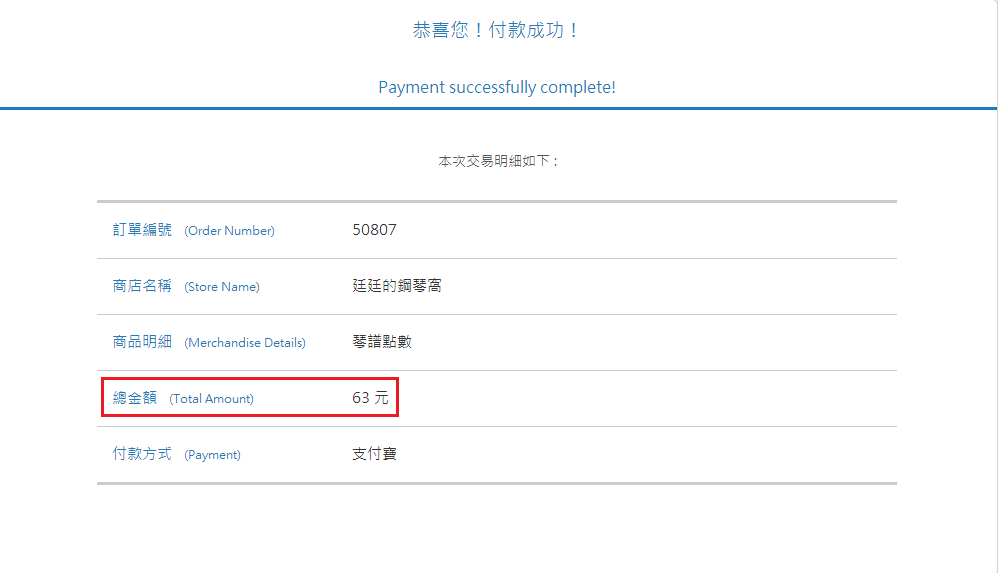 恭喜您！付款成功！
Payment successfully complete!
本次交易明細如下：
訂單編號 (Order Number) 50807
商店名稱 (Store Name) 廷廷的鋼琴窩
商品明細 (Merchandise Details) 琴譜點數
總金額 (Total Amount) 63 元
付款方式 (Payment) 支付寶